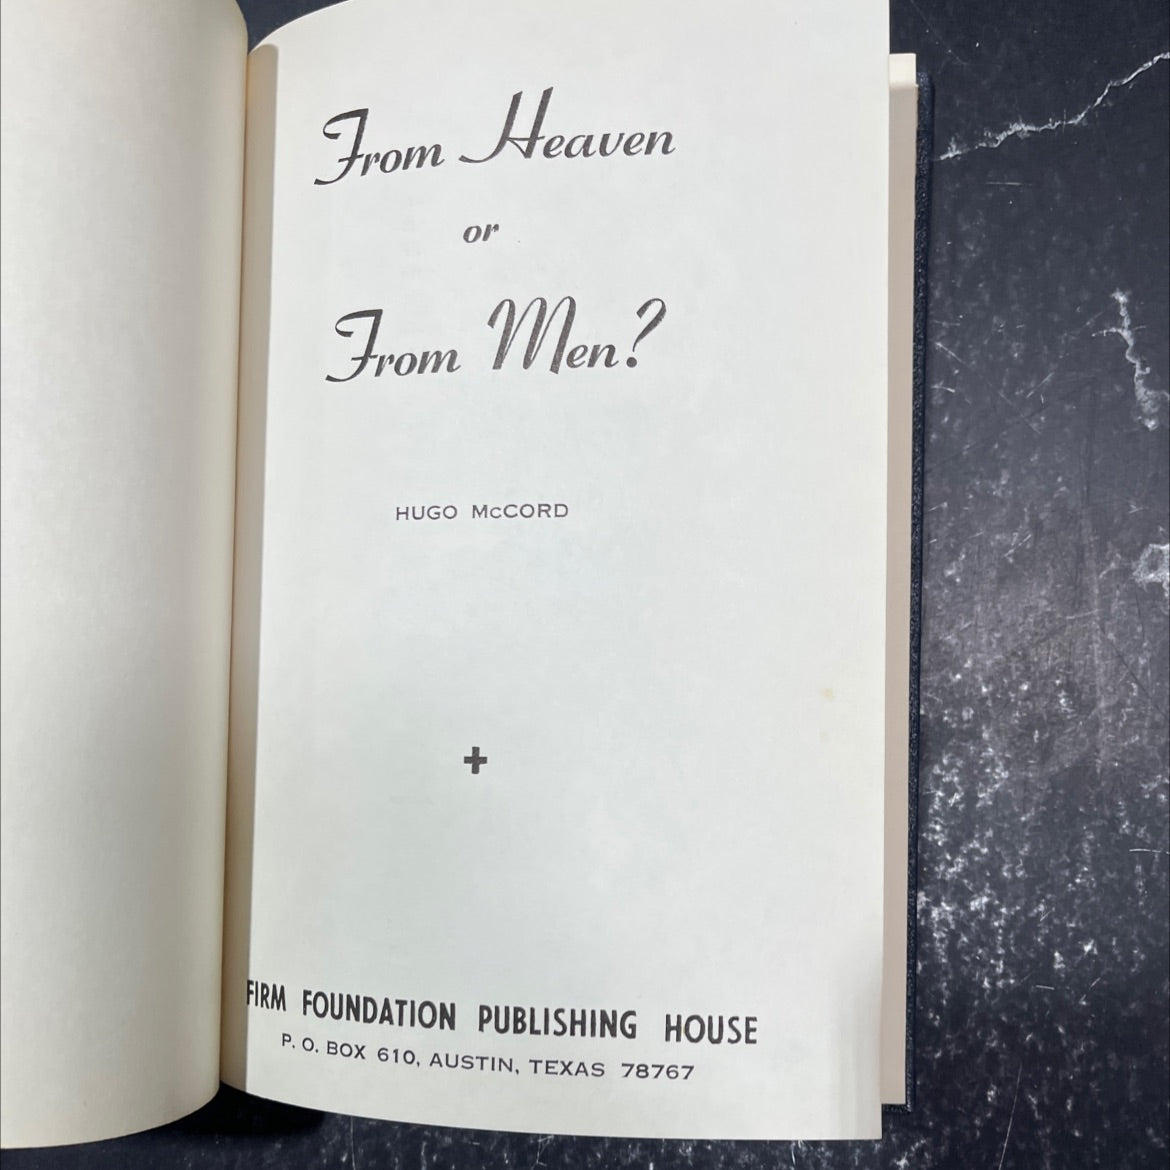 From Heaven
or
From Men?
HUGO McCORD
FIRM FOUNDATION PUBLISHING HOUSE
P. O. BOX 610, AUSTIN, TEXAS 78767